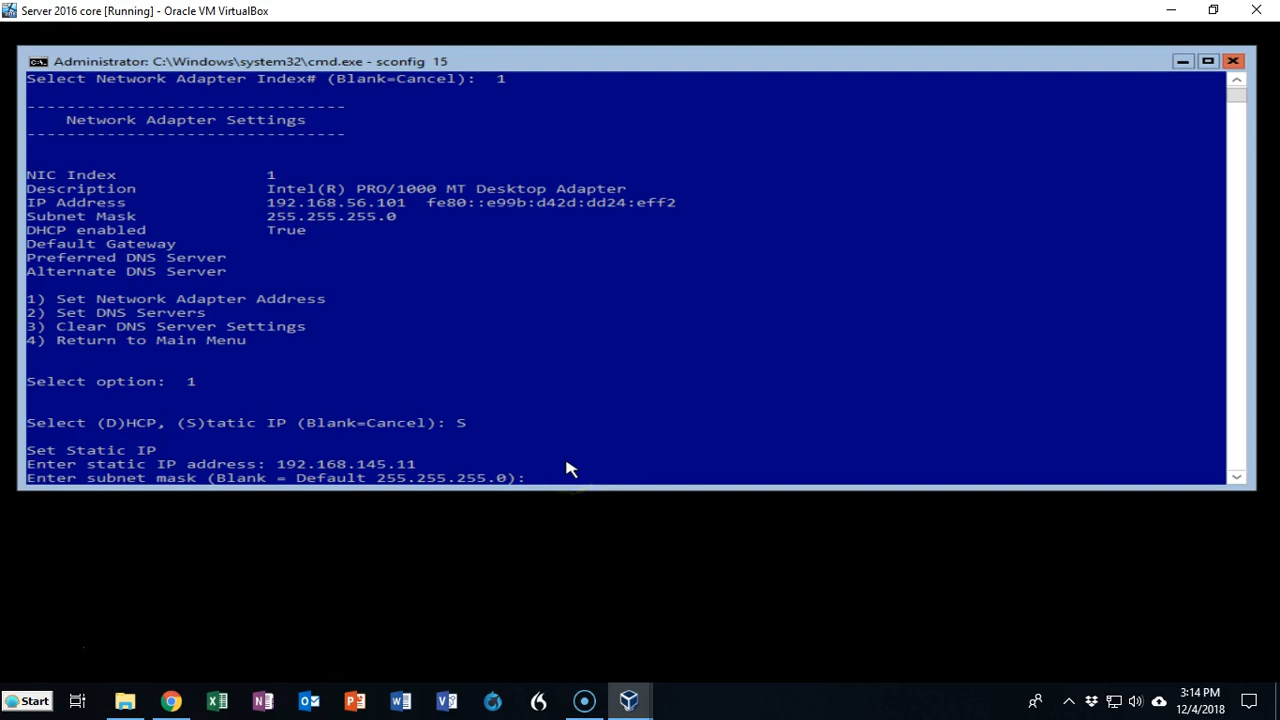 Server 2016 core [Running] - Oracle VM VirtualBox
Administrator: C:\Windows\system32\cmd.exe - sconfig 15
Select Network Adapter Index# (Blank=Cancel): 1
--------------------------------
Network Adapter Settings
--------------------------------
NIC Index 1
Description Intel(R) PRO/1000 MT Desktop Adapter
IP Address 192.168.56.101 fe80::e99b:d42d:dd24:eff2
Subnet Mask 255.255.255.0
DHCP enabled True
Default Gateway
Preferred DNS Server
Alternate DNS Server
1) Set Network Adapter Address
2) Set DNS Servers
3) Clear DNS Server Settings
4) Return to Main Menu
Select option: 1
Select (D)HCP, (S)tatic IP (Blank=Cancel): S
Set Static IP
Enter static IP address: 192.168.145.11
Enter subnet mask (Blank = Default 255.255.255.0):
Start
3:14 PM
12/4/2018